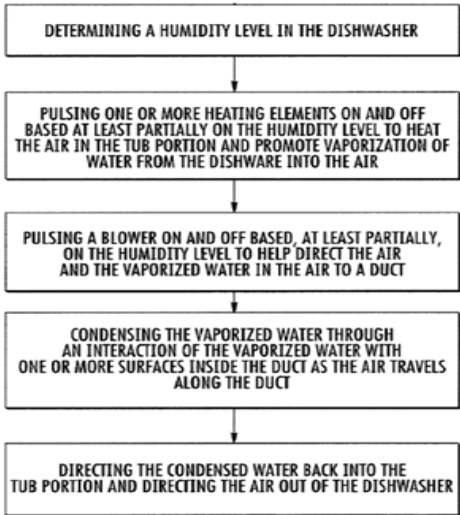 DETERMINING A HUMIDITY LEVEL IN THE DISHWASHER
PULSING ONE OR MORE HEATING ELEMENTS ON AND OFF
BASED AT LEAST PARTIALLY ON THE HUMIDITY LEVEL TO HEAT
THE AIR IN THE TUB PORTION AND PROMOTE VAPORIZATION OF
WATER FROM THE DISHWARE INTO THE AIR
PULSING A BLOWER ON AND OFF BASED, AT LEAST PARTIALLY,
ON THE HUMIDITY LEVEL TO HELP DIRECT THE AIR
AND THE VAPORIZED WATER IN THE AIR TO A DUCT
CONDENSING THE VAPORIZED WATER THROUGH
AN INTERACTION OF THE VAPORIZED WATER WITH
ONE OR MORE SURFACES INSIDE THE DUCT AS THE AIR TRAVELS
ALONG THE DUCT
DIRECTING THE CONDENSED WATER BACK INTO THE
TUB PORTION AND DIRECTING THE AIR OUT OF THE DISHWASHER